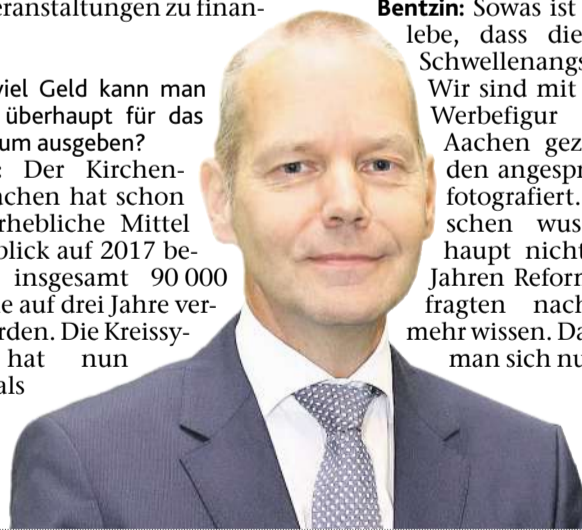 eranstaltungen zu finan-
viel Geld kann man
überhaupt für das
um ausgeben?
: Der Kirchen-
achen hat schon
rhebliche Mittel
blick auf 2017 be-
insgesamt 90 000
e auf drei Jahre ver-
rden. Die Kreissy-
hat nun
als
Bentzin: Sowas ist
lebe, dass die
Schwellenangs
Wir sind mit
Werbefigur
Aachen gez
den angespr
fotografiert.
schen wus
haupt nicht
Jahren Reform
fragten nach
mehr wissen. Da
man sich nu